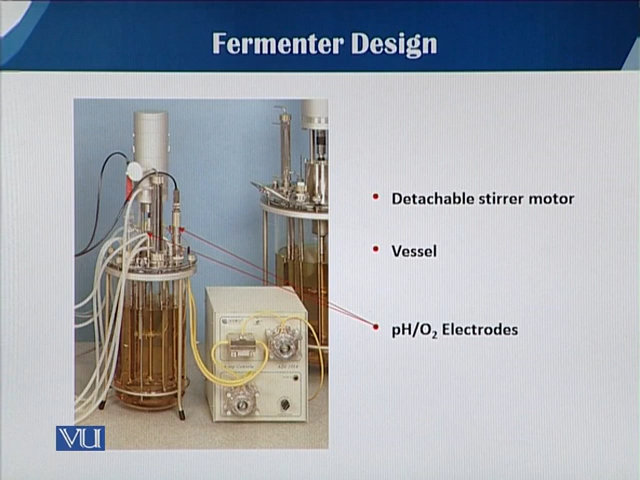 Fermenter Design
Detachable stirrer motor
Vessel
pH/O₂ Electrodes
VU